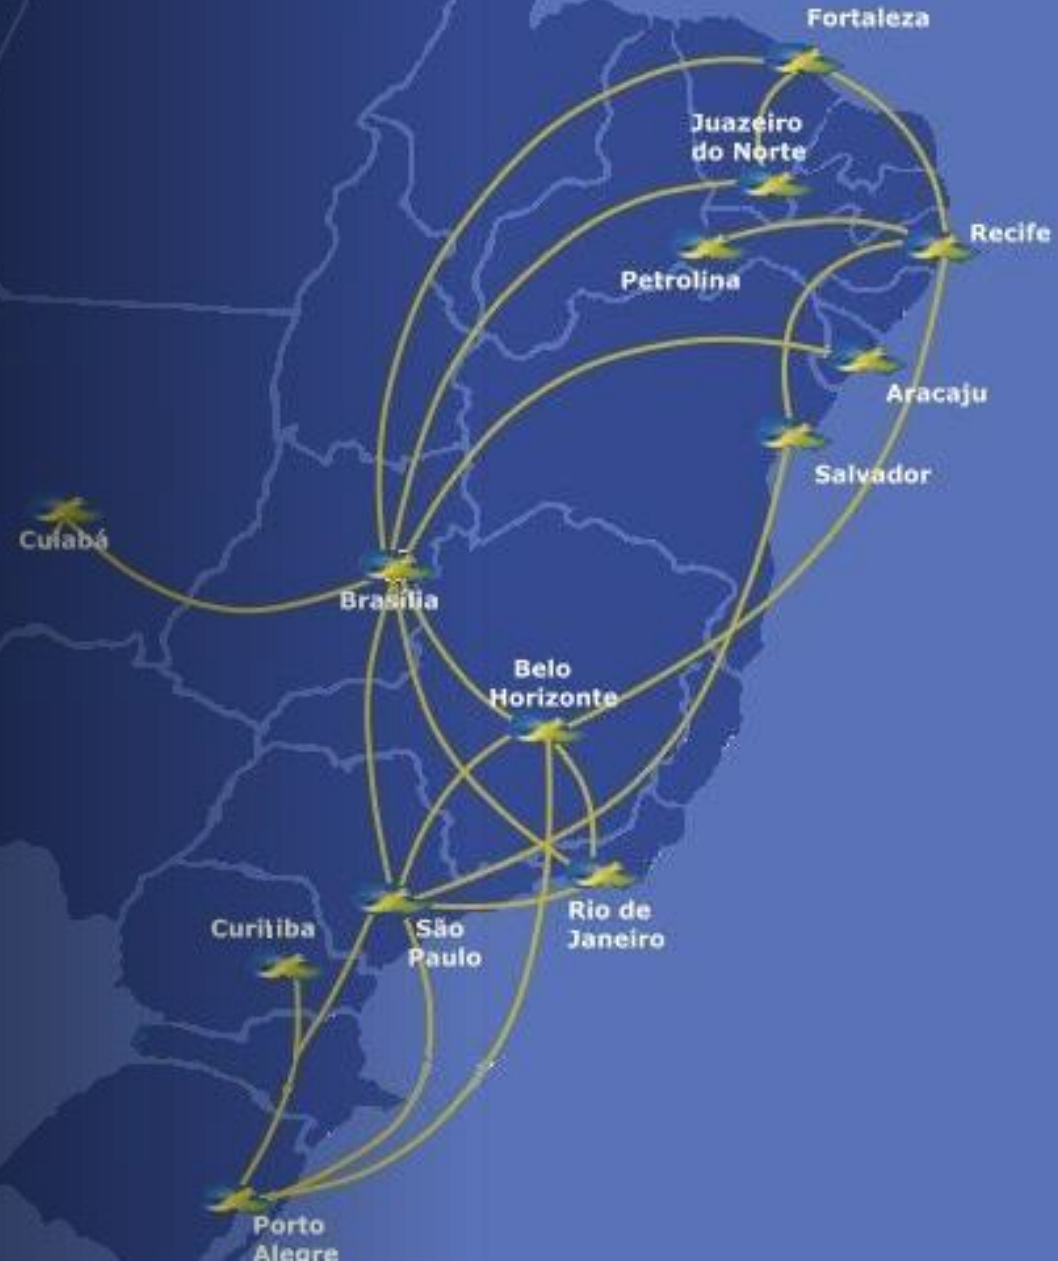 Fortaleza
Juazeiro
do Norte
Recife
Petrolina
Aracaju
Salvador
Cuiabá
Brasília
Belo
Horizonte
Curitiba
São
Paulo
Rio de
Janeiro
Porto
Alegre